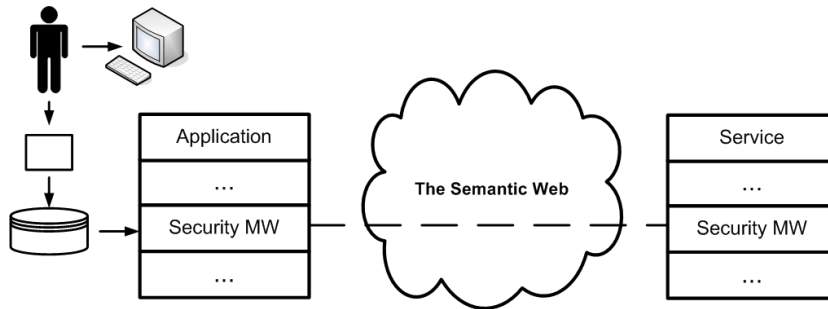 Application
…
Security MW
…
The Semantic Web
Service
…
Security MW
…